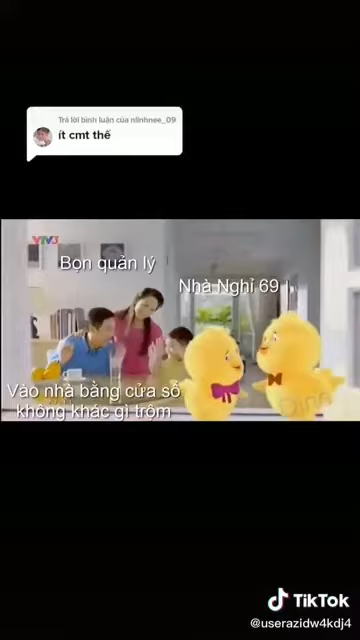 Trả lời bình luận của nlinhnee_09
ít cmt thế
VTV3
Bọn quản lý
Nhà Nghỉ 69
Vào nhà bằng cửa sổ
không khác gì trộm
TikTok
@userazidw4kdj4